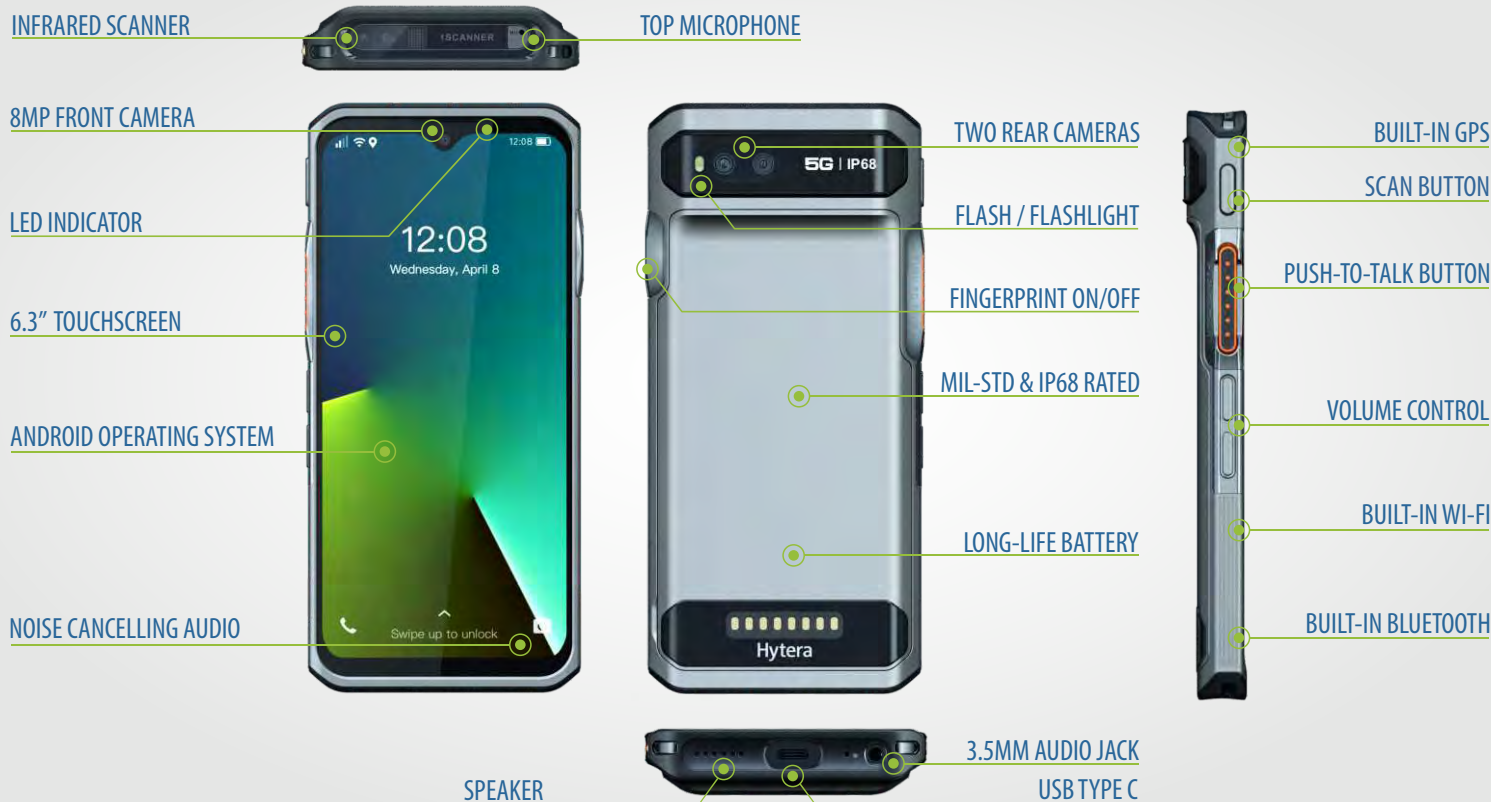 INFRARED SCANNER
TOP MICROPHONE
SCANNER
8MP FRONT CAMERA
LED INDICATOR
6.3" TOUCHSCREEN
ANDROID OPERATING SYSTEM
NOISE CANCELLING AUDIO
12:08
12:08
Wednesday, April 8
Swipe up to unlock
5G | IP68
Hytera
TWO REAR CAMERAS
FLASH / FLASHLIGHT
FINGERPRINT ON/OFF
MIL-STD & IP68 RATED
LONG-LIFE BATTERY
BUILT-IN GPS
SCAN BUTTON
PUSH-TO-TALK BUTTON
VOLUME CONTROL
BUILT-IN WI-FI
BUILT-IN BLUETOOTH
3.5MM AUDIO JACK
SPEAKER
USB TYPE C